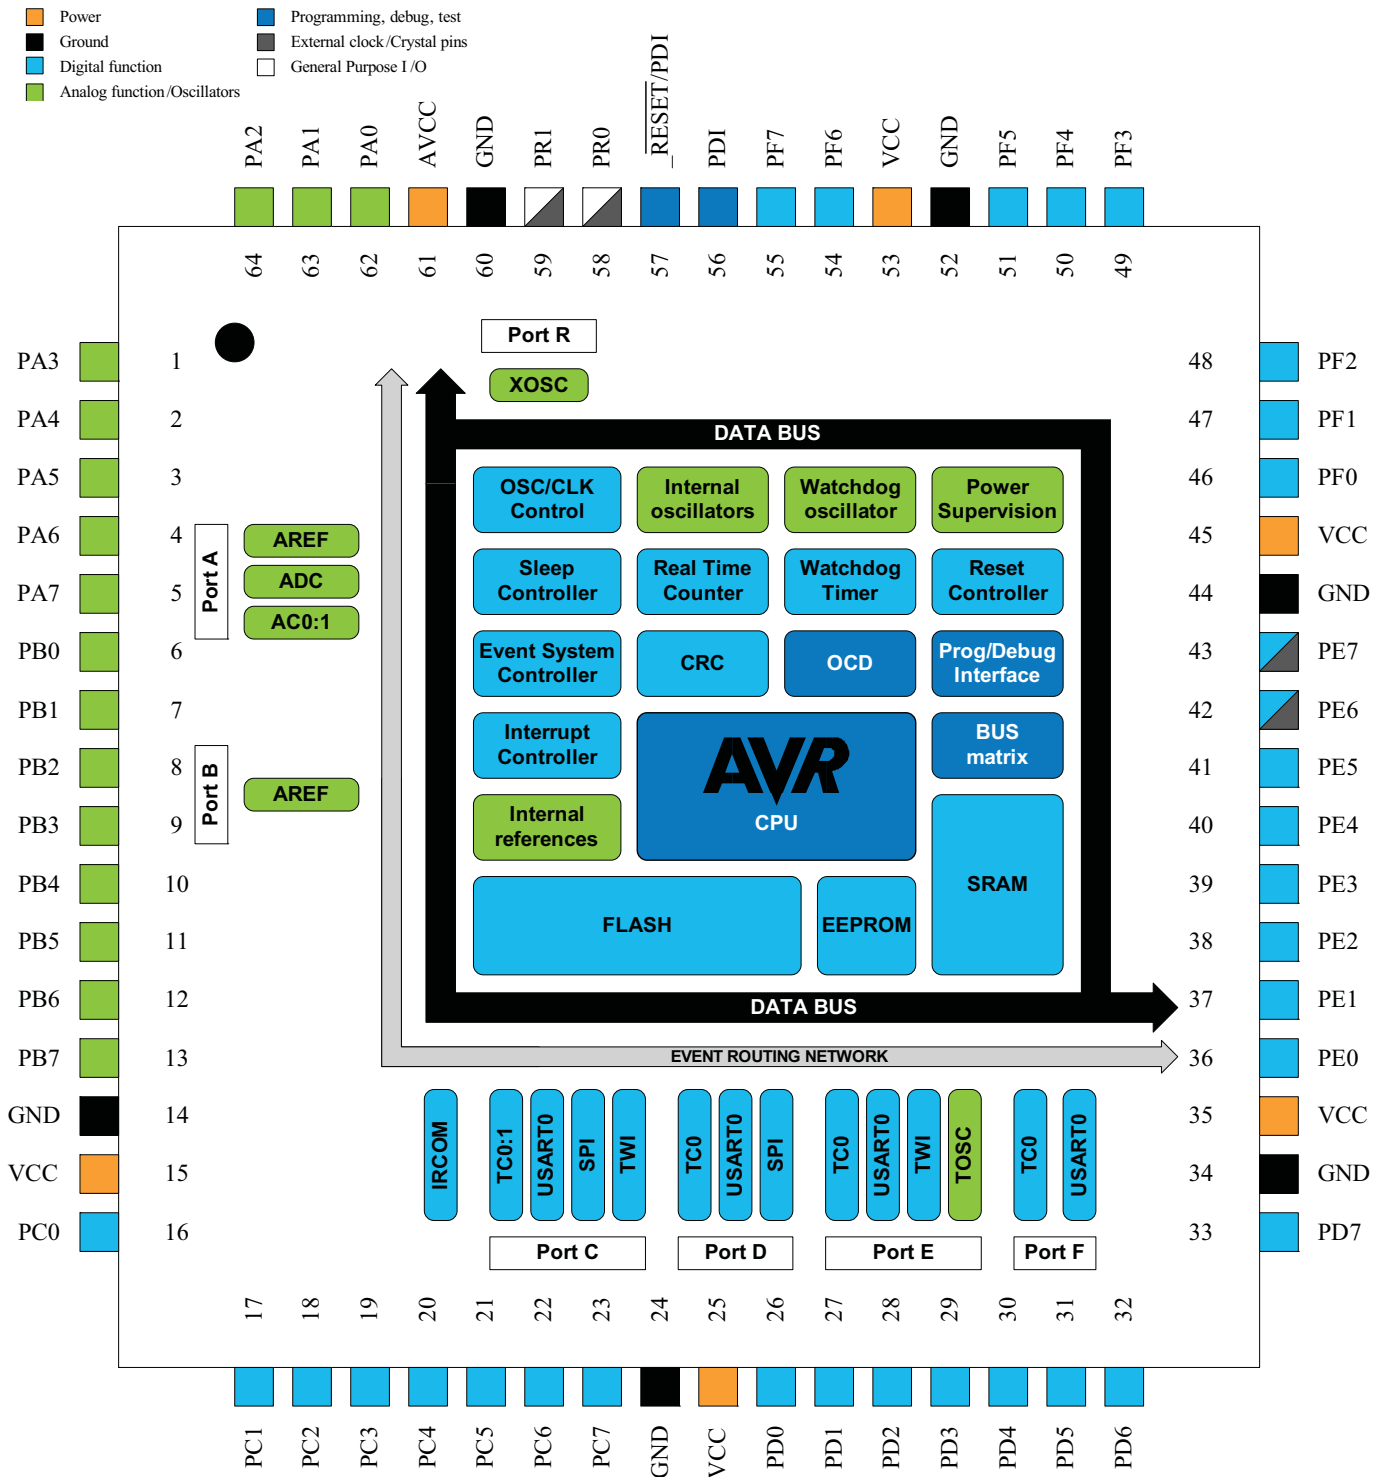 Power
Ground
Digital function
Analog function/Oscillators
Programming, debug, test
External clock/Crystal pins
General Purpose I/O
PA2
PA1
PA0
AVCC
GND
PR1
PR0
_RESET/PDI
PDI
PF7
PF6
VCC
GND
PF5
PF4
PF3
64
63
62
61
60
59
58
57
56
55
54
53
52
51
50
49
PA3 1
PA4 2
PA5 3
PA6 4
PA7 5
PB0 6
PB1 7
PB2 8
PB3 9
PB4 10
PB5 11
PB6 12
PB7 13
GND 14
VCC 15
PC0 16
Port A
AREF
ADC
AC0:1
Port B
AREF
Port R
XOSC
DATA BUS
OSC/CLK
Control
Internal
oscillators
Watchdog
oscillator
Power
Supervision
Sleep
Controller
Real Time
Counter
Watchdog
Timer
Reset
Controller
Event System
Controller
CRC
OCD
Prog/Debug
Interface
Interrupt
Controller
AVR
CPU
BUS
matrix
Internal
references
SRAM
FLASH
EEPROM
DATA BUS
EVENT ROUTING NETWORK
IRCOM
TC0:1
USART0
SPI
TWI
Port C
TC0
USART0
SPI
Port D
TC0
USART0
TWI
TOSC
Port E
TC0
USART0
Port F
48 PF2
47 PF1
46 PF0
45 VCC
44 GND
43 PE7
42 PE6
41 PE5
40 PE4
39 PE3
38 PE2
37 PE1
36 PE0
35 VCC
34 GND
33 PD7
17
18
19
20
21
22
23
24
25
26
27
28
29
30
31
32
PC1
PC2
PC3
PC4
PC5
PC6
PC7
GND
VCC
PD0
PD1
PD2
PD3
PD4
PD5
PD6